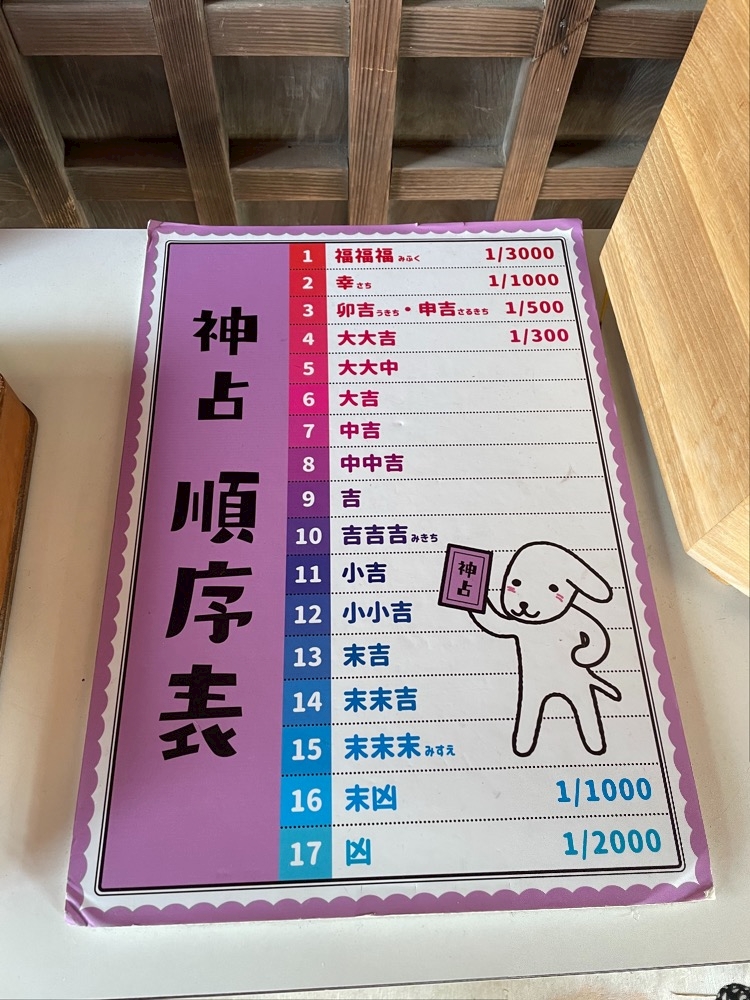 神占 順序表
1 福福福 みふく 1/3000
2 幸 さち 1/1000
3 卯吉 うきち・申吉 さるきち 1/500
4 大大吉 1/300
5 大大中
6 大吉
7 中吉
8 中中吉
9 吉
10 吉吉吉 みきち
11 小吉
12 小小吉
13 末吉
14 末末吉
15 末末末 みすえ
16 末凶 1/1000
17 凶 1/2000
神占